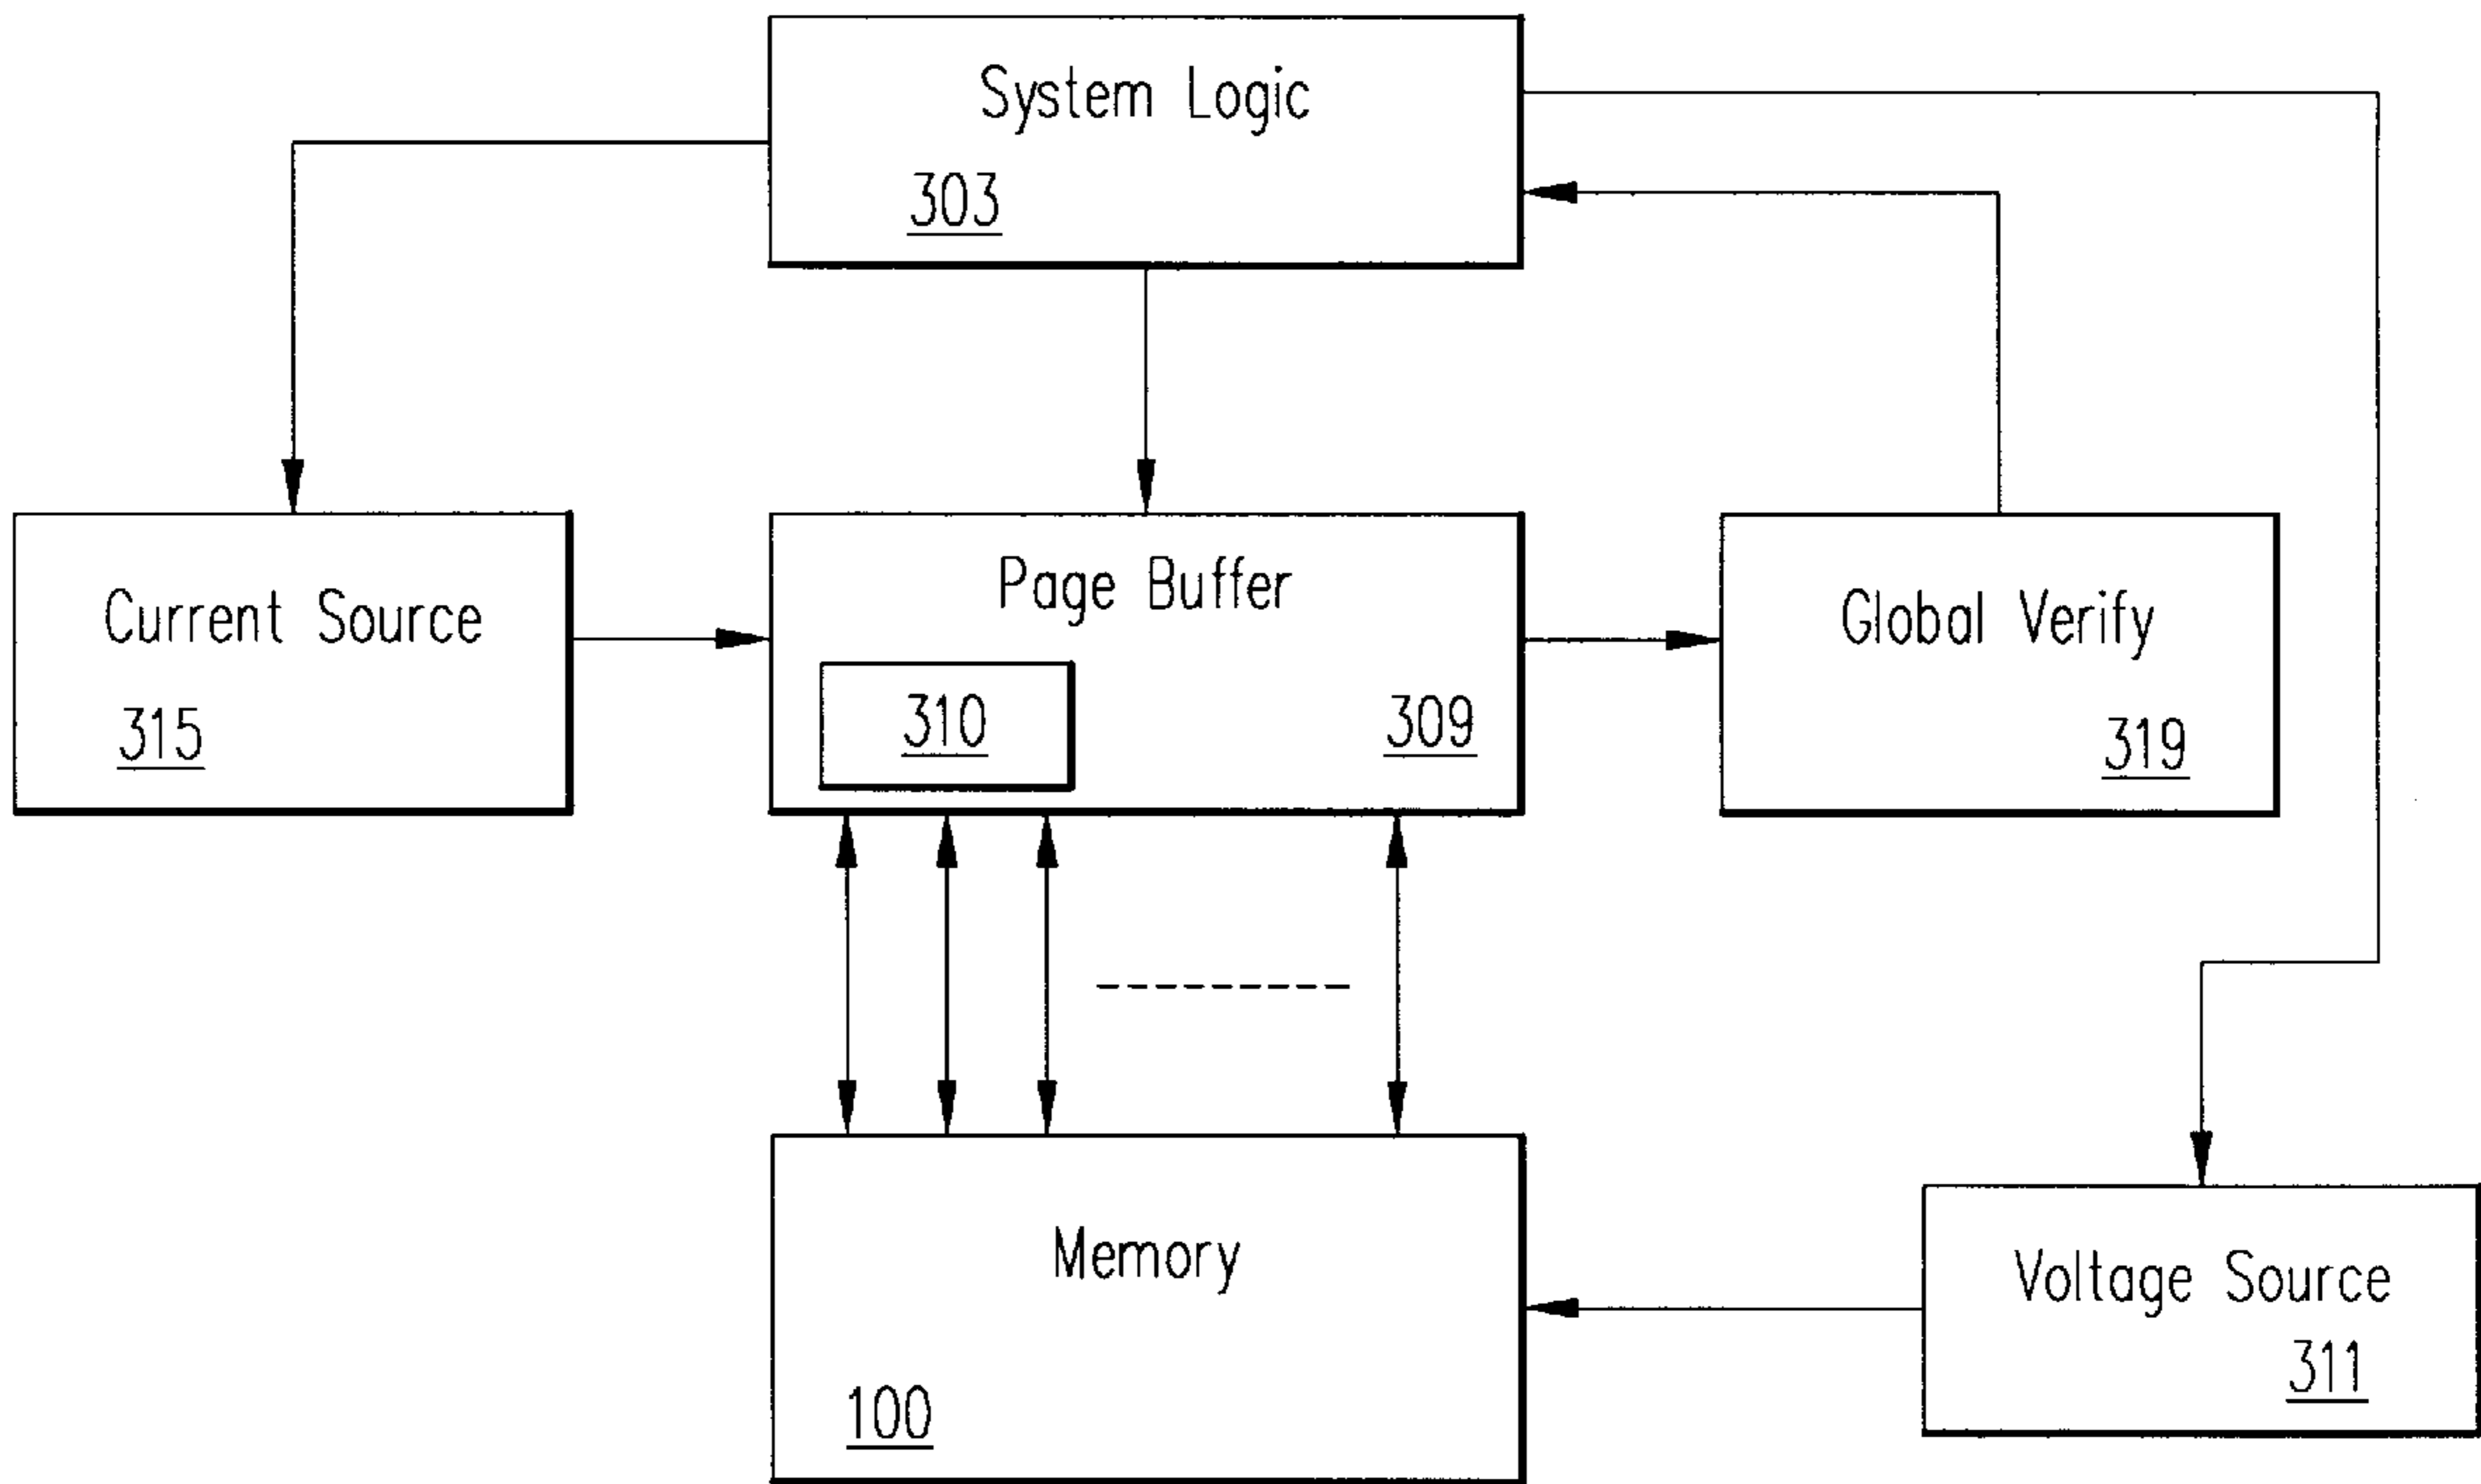 System Logic
303
Current Source
315
Page Buffer
310
309
Global Verify
319
Memory
100
Voltage Source
311